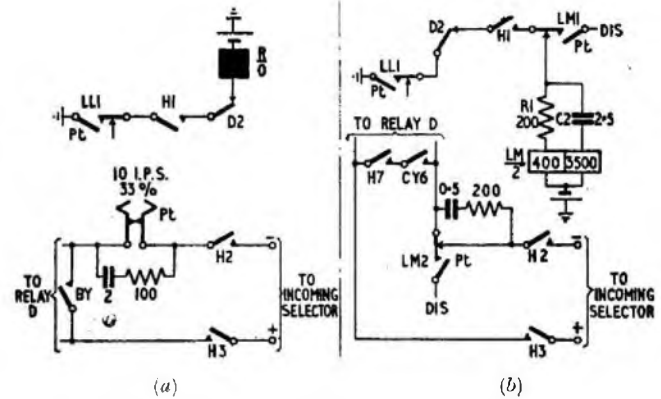 R
O
LL1
Pt
H1
D2
10 I.P.S.
33%
Pt
H2
−
TO
RELAY
D
BY
2
100
TO
INCOMING
SELECTOR
H3
+
(a)
LM1
DIS
Pt
D2
H1
LL1
Pt
R1
200
C2
2·5
TO RELAY D
LM
2
400
3500
H7
CY6
0·5
200
LM2
Pt
H2
−
DIS
TO
INCOMING
SELECTOR
H3
+
(b)